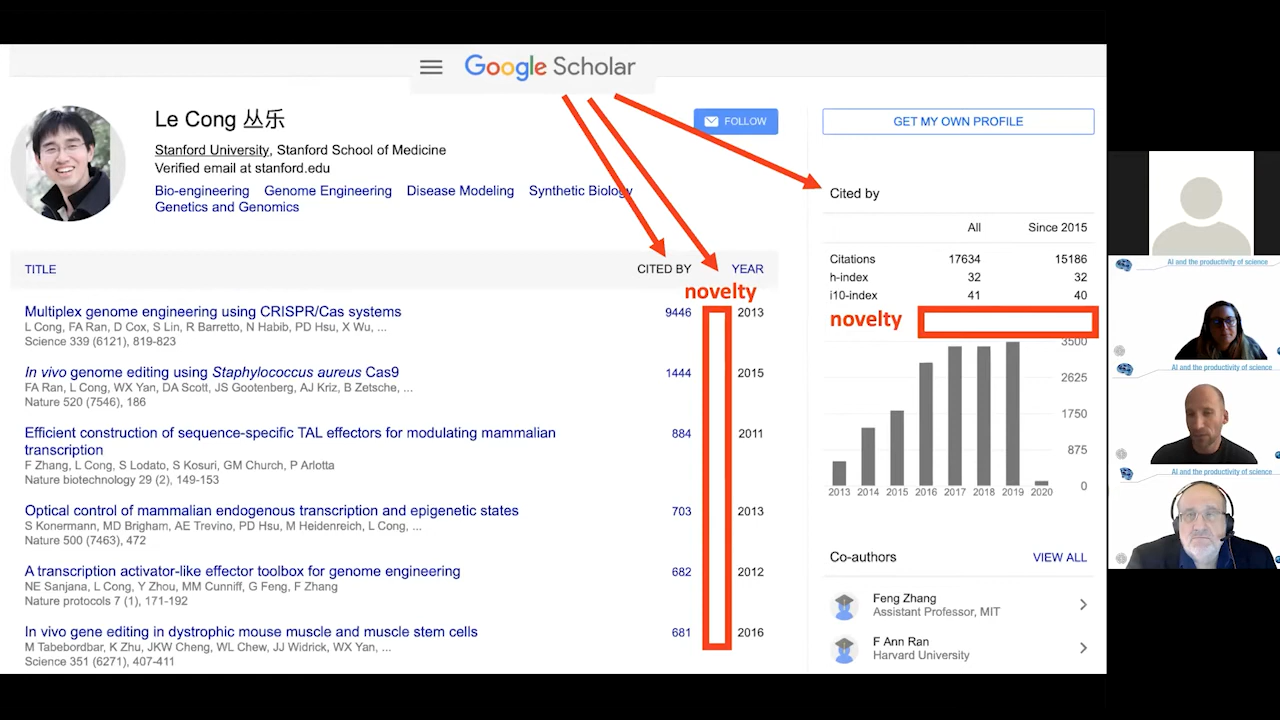 Google Scholar
Le Cong 丛乐
FOLLOW
Stanford University, Stanford School of Medicine
Verified email at stanford.edu
Bio-engineering Genome Engineering Disease Modeling Synthetic Biology
Genetics and Genomics
TITLE CITED BY YEAR
novelty
Multiplex genome engineering using CRISPR/Cas systems 9446 2013
L Cong, FA Ran, D Cox, S Lin, R Barretto, N Habib, PD Hsu, X Wu, ...
Science 339 (6121), 819-823
In vivo genome editing using Staphylococcus aureus Cas9 1444 2015
FA Ran, L Cong, WX Yan, DA Scott, JS Gootenberg, AJ Kriz, B Zetsche, ...
Nature 520 (7546), 186
Efficient construction of sequence-specific TAL effectors for modulating mammalian 884 2011
transcription
F Zhang, L Cong, S Lodato, S Kosuri, GM Church, P Arlotta
Nature biotechnology 29 (2), 149-153
Optical control of mammalian endogenous transcription and epigenetic states 703 2013
S Konermann, MD Brigham, AE Trevino, PD Hsu, M Heidenreich, L Cong, ...
Nature 500 (7463), 472
A transcription activator-like effector toolbox for genome engineering 682 2012
NE Sanjana, L Cong, Y Zhou, MM Cunniff, G Feng, F Zhang
Nature protocols 7 (1), 171-192
In vivo gene editing in dystrophic mouse muscle and muscle stem cells 681 2016
M Tabebordbar, K Zhu, JKW Cheng, WL Chew, JJ Widrick, WX Yan, ...
Science 351 (6271), 407-411
GET MY OWN PROFILE
Cited by
All Since 2015
Citations 17634 15186
h-index 32 32
i10-index 41 40
novelty
3500
2625
1750
875
0
2013 2014 2015 2016 2017 2018 2019 2020
Co-authors VIEW ALL
Feng Zhang
Assistant Professor, MIT
F Ann Ran
Harvard University
AI and the productivity of science
AI and the productivity of science
AI and the productivity of science